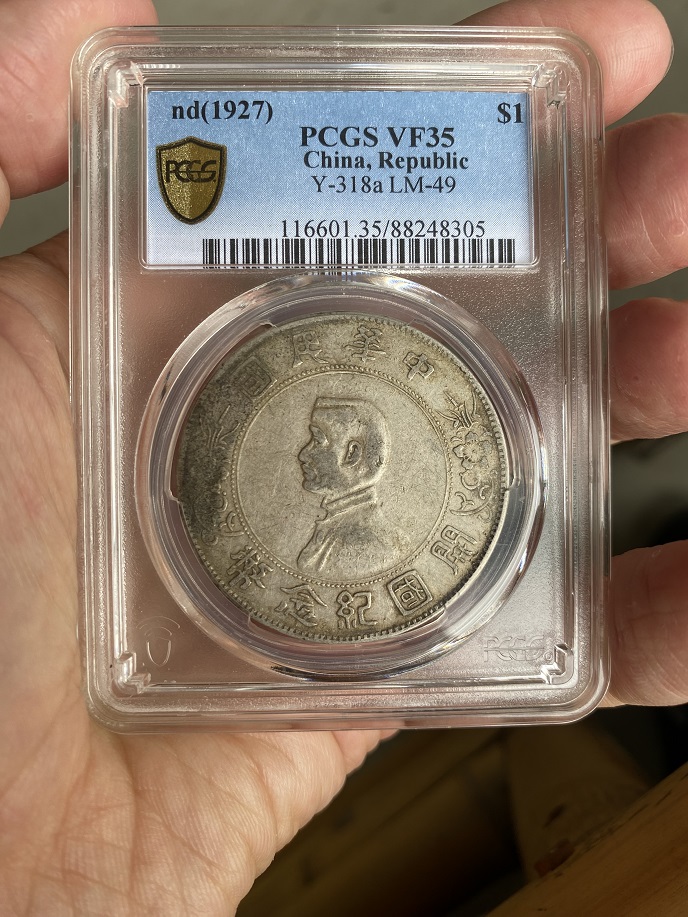 nd(1927) $1
PCGS VF35
China, Republic
Y-318a LM-49
PCGS
116601.35/88248305
中華民國
開國紀念幣
PCGS